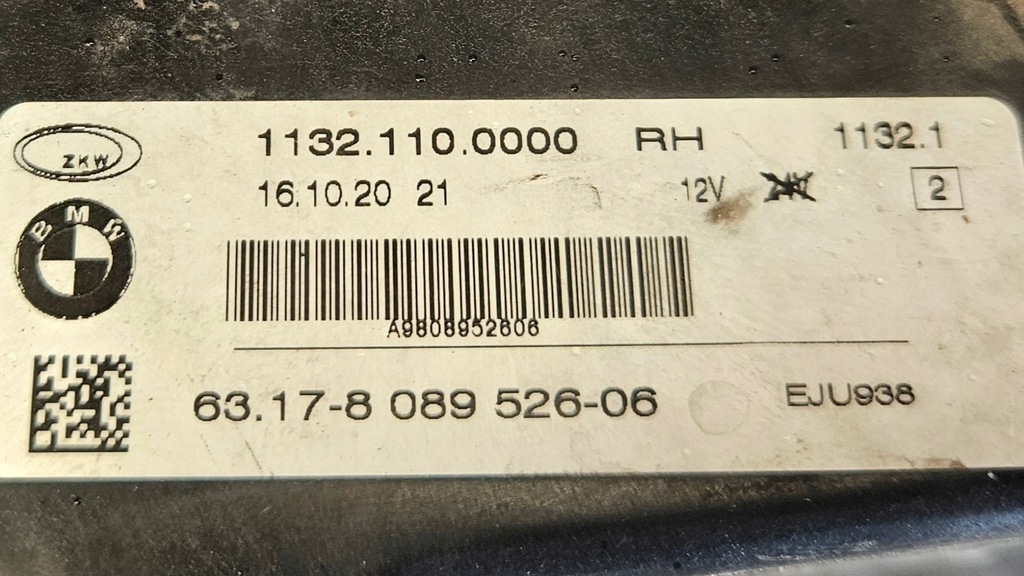 ZKW
1132.110.0000 RH 1132.1
16.10.20 21 12V 2
BMW
A9808952606
63.17-8 089 526-06 EJU938